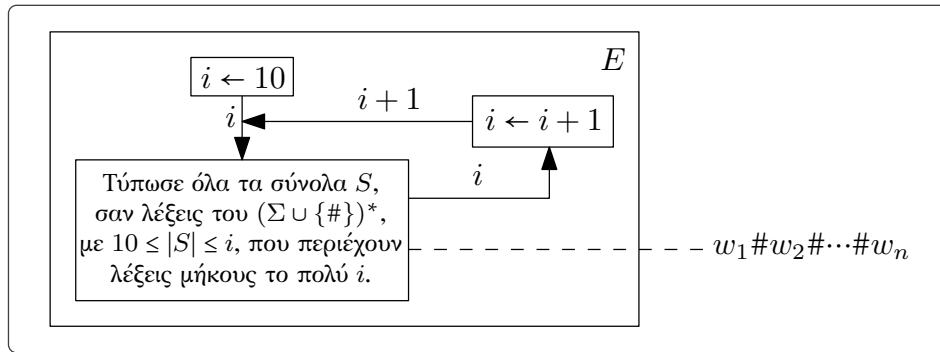 E
i ← 10
i + 1
i
i ← i + 1
Τύπωσε όλα τα σύνολα S,
σαν λέξεις του (Σ ∪ {#})*,
με 10 ≤ |S| ≤ i, που περιέχουν
λέξεις μήκους το πολύ i.
i
w₁#w₂#⋯#wₙ